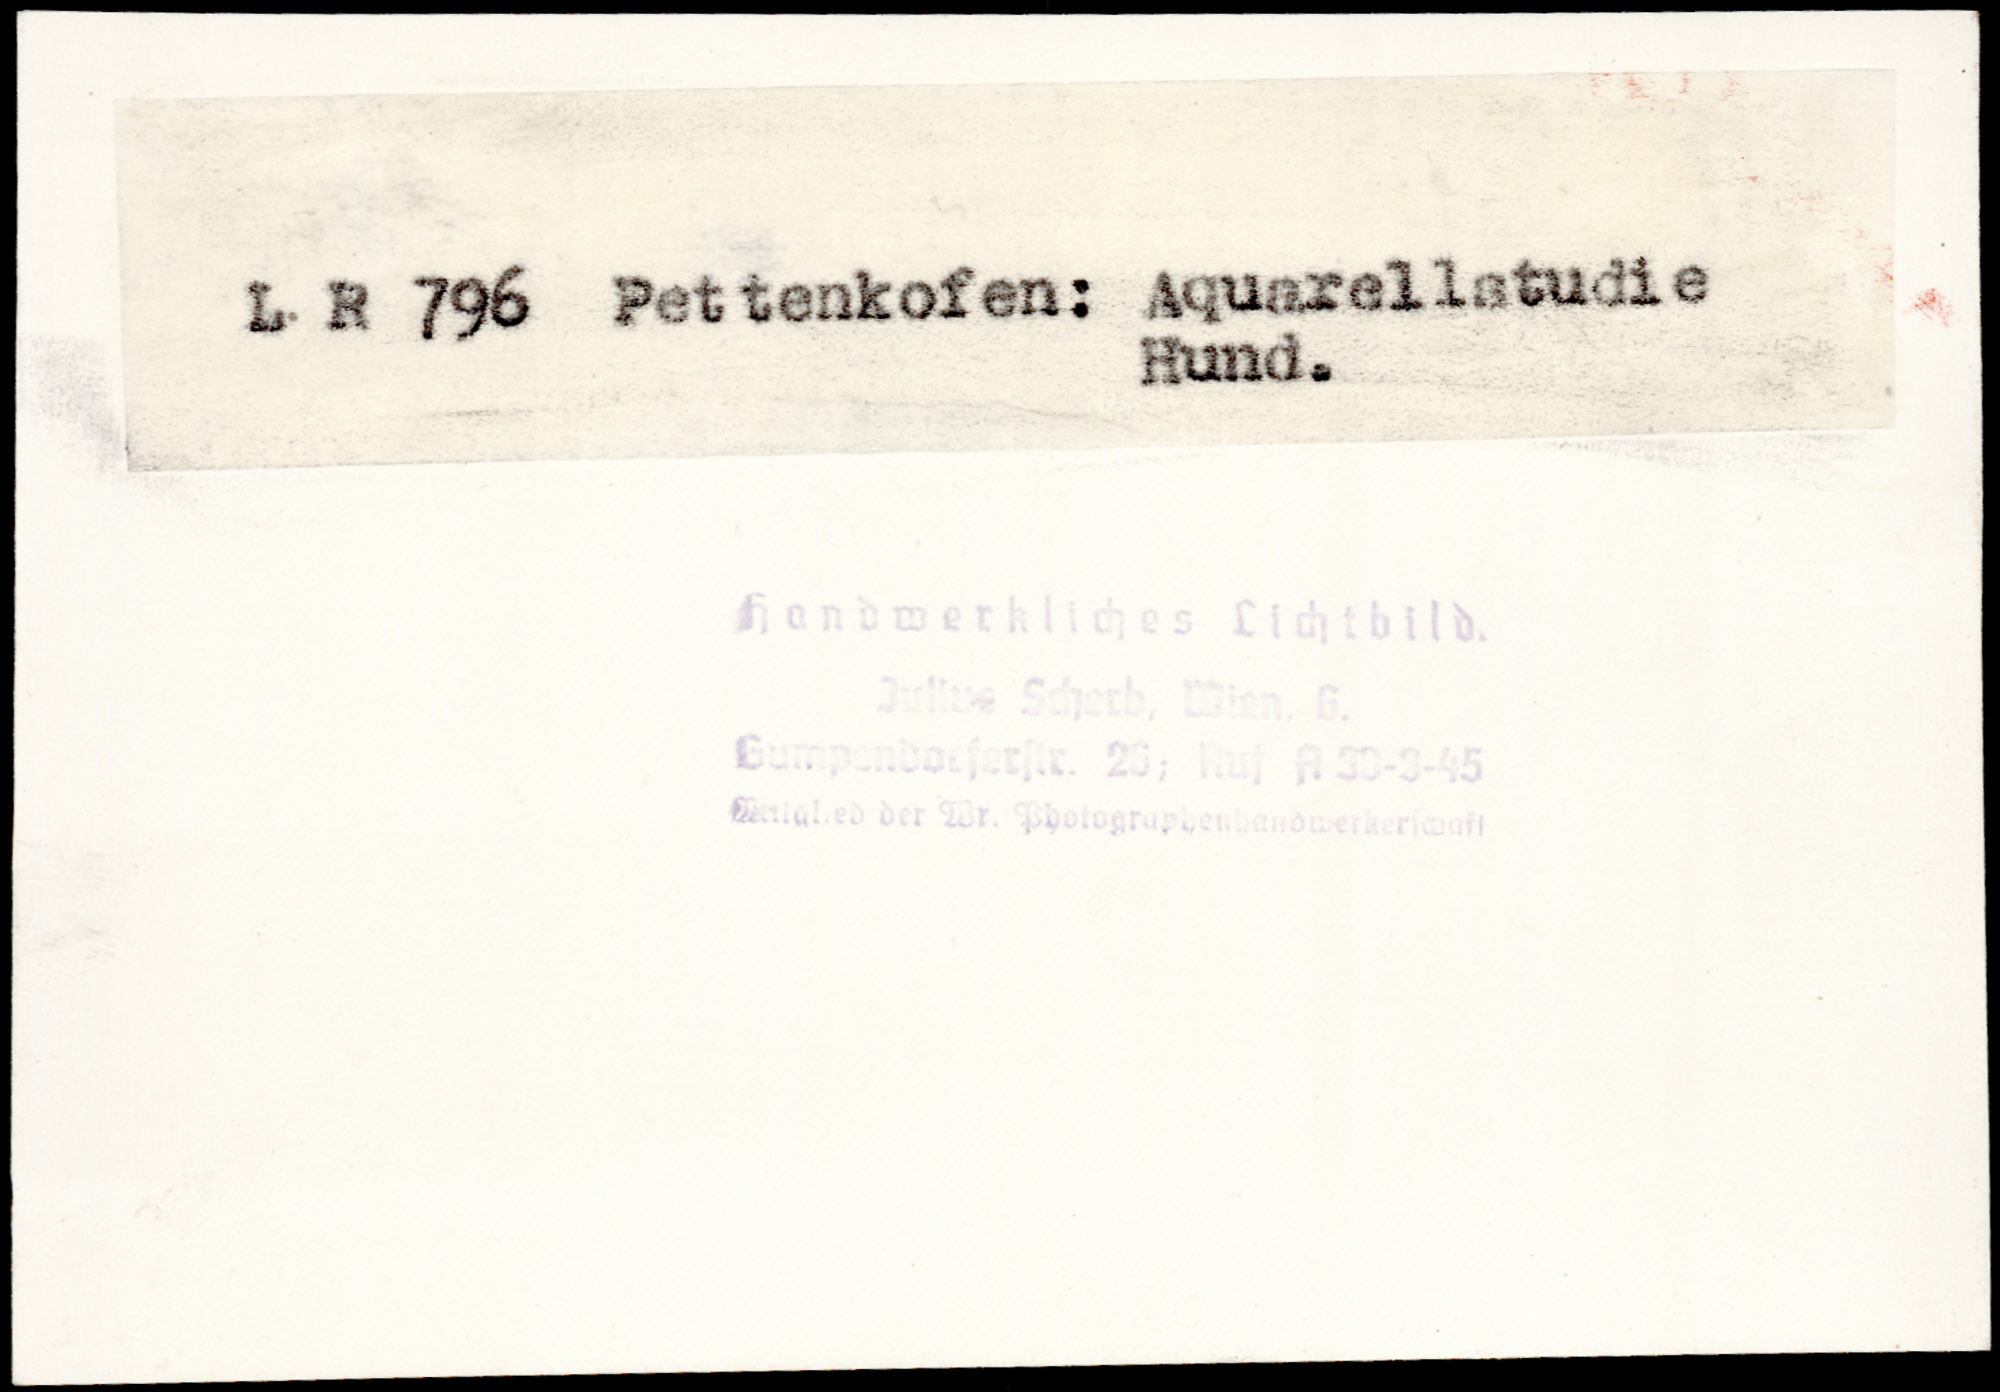 L R 796 Pettenkofen: Aquarellstudie
Hund.
Handwerkliches Lichtbild.
Julius Scherb, Wien, 6.
Gumpendorferstr. 26; Ruf A 33-3-45
Mitglied der Wr. Photographenhandwerkerschaft